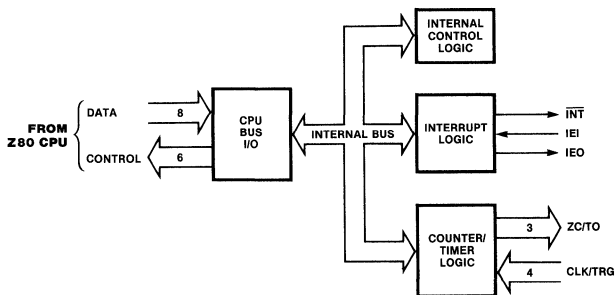 INTERNAL
CONTROL
LOGIC
FROM
Z80 CPU
DATA
8
CONTROL
6
CPU
BUS
I/O
INTERNAL BUS
INTERRUPT
LOGIC
INT
IEI
IEO
COUNTER/
TIMER
LOGIC
3
ZC/TO
4
CLK/TRG